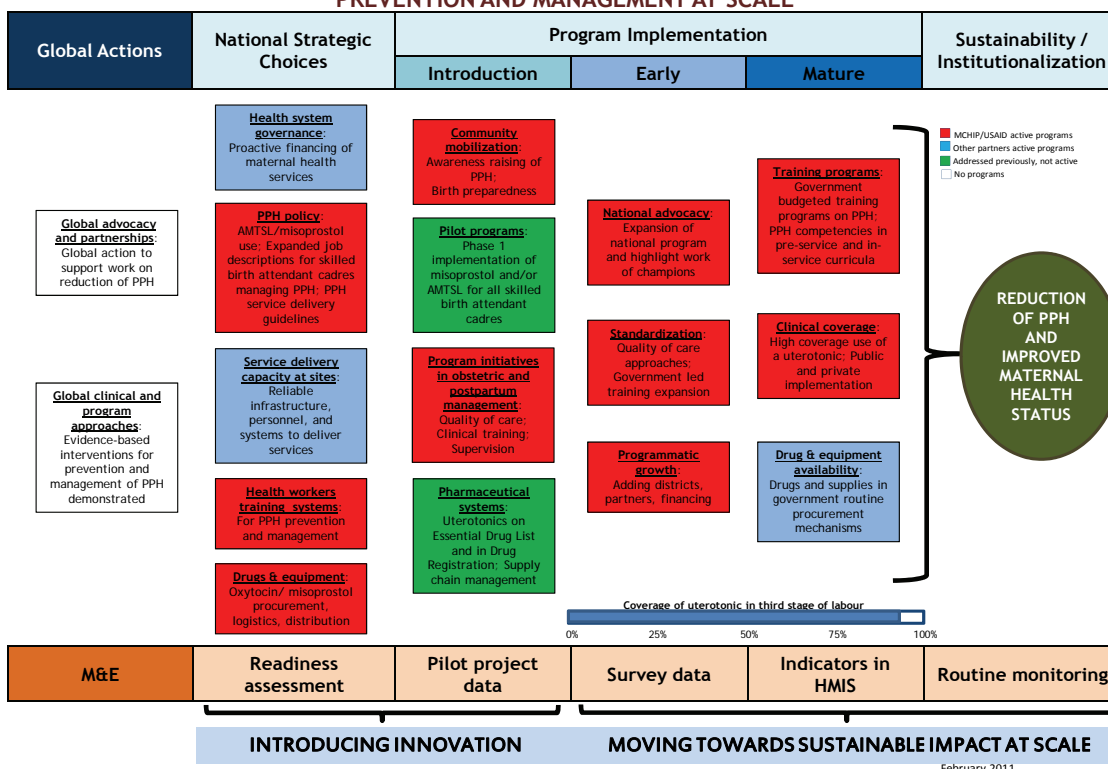 PREVENTION AND MANAGEMENT AT SCALE
Global Actions
National Strategic
Choices
Program Implementation
Introduction
Early
Mature
Sustainability /
Institutionalization
Global advocacy
and partnerships:
Global action to
support work on
reduction of PPH
Global clinical and
program
approaches:
Evidence-based
interventions for
prevention and
management of PPH
demonstrated
Health system
governance:
Proactive financing of
maternal health
services
PPH policy:
AMTSL/misoprostol
use; Expanded job
descriptions for skilled
birth attendant cadres
managing PPH; PPH
service delivery
guidelines
Service delivery
capacity at sites:
Reliable
infrastructure,
personnel, and
systems to deliver
services
Health workers
training systems:
For PPH prevention
and management
Drugs & equipment:
Oxytocin/ misoprostol
procurement,
logistics, distribution
Community
mobilization:
Awareness raising of
PPH;
Birth preparedness
Pilot programs:
Phase 1
implementation of
misoprostol and/or
AMTSL for all skilled
birth attendant
cadres
Program initiatives
in obstetric and
postpartum
management:
Quality of care;
Clinical training;
Supervision
Pharmaceutical
systems:
Uterotonics on
Essential Drug List
and in Drug
Registration; Supply
chain management
National advocacy:
Expansion of
national program
and highlight work
of champions
Standardization:
Quality of care
approaches;
Government led
training expansion
Programmatic
growth:
Adding districts,
partners, financing
Training programs:
Government
budgeted training
programs on PPH;
PPH competencies in
pre-service and in-
service curricula
Clinical coverage:
High coverage use of
a uterotonic; Public
and private
implementation
Drug & equipment
availability:
Drugs and supplies in
government routine
procurement
mechanisms
MCHIP/USAID active programs
Other partners active programs
Addressed previously, not active
No programs
REDUCTION
OF PPH
AND
IMPROVED
MATERNAL
HEALTH
STATUS
Coverage of uterotonic in third stage of labour
0% 25% 50% 75% 100%
M&E
Readiness
assessment
Pilot project
data
Survey data
Indicators in
HMIS
Routine monitoring
INTRODUCING INNOVATION
MOVING TOWARDS SUSTAINABLE IMPACT AT SCALE
February 2011